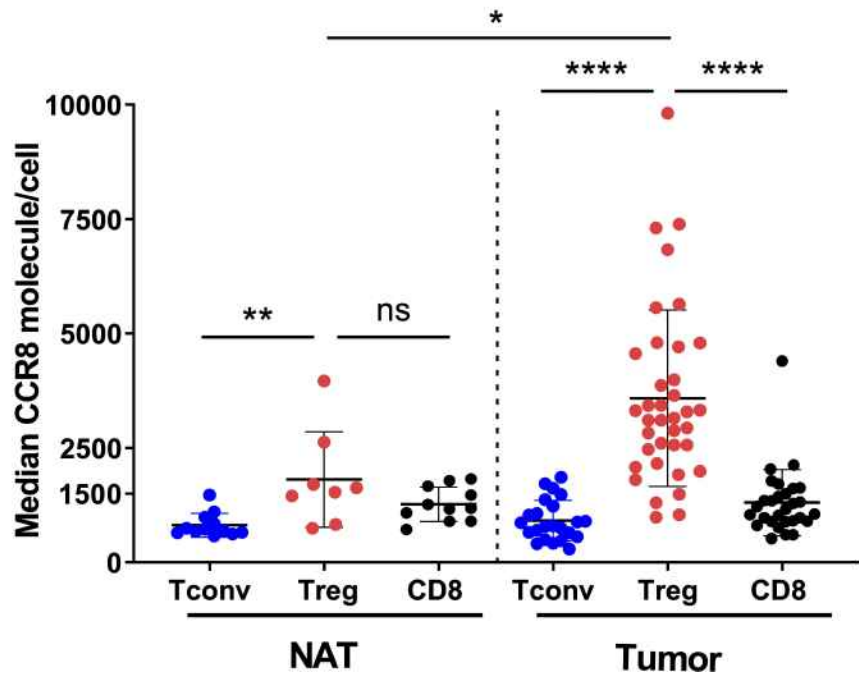 *
**** ****
10000
7500
** ns
5000
2500
1500
0
Median CCR8 molecule/cell
Tconv Treg CD8 Tconv Treg CD8
NAT Tumor